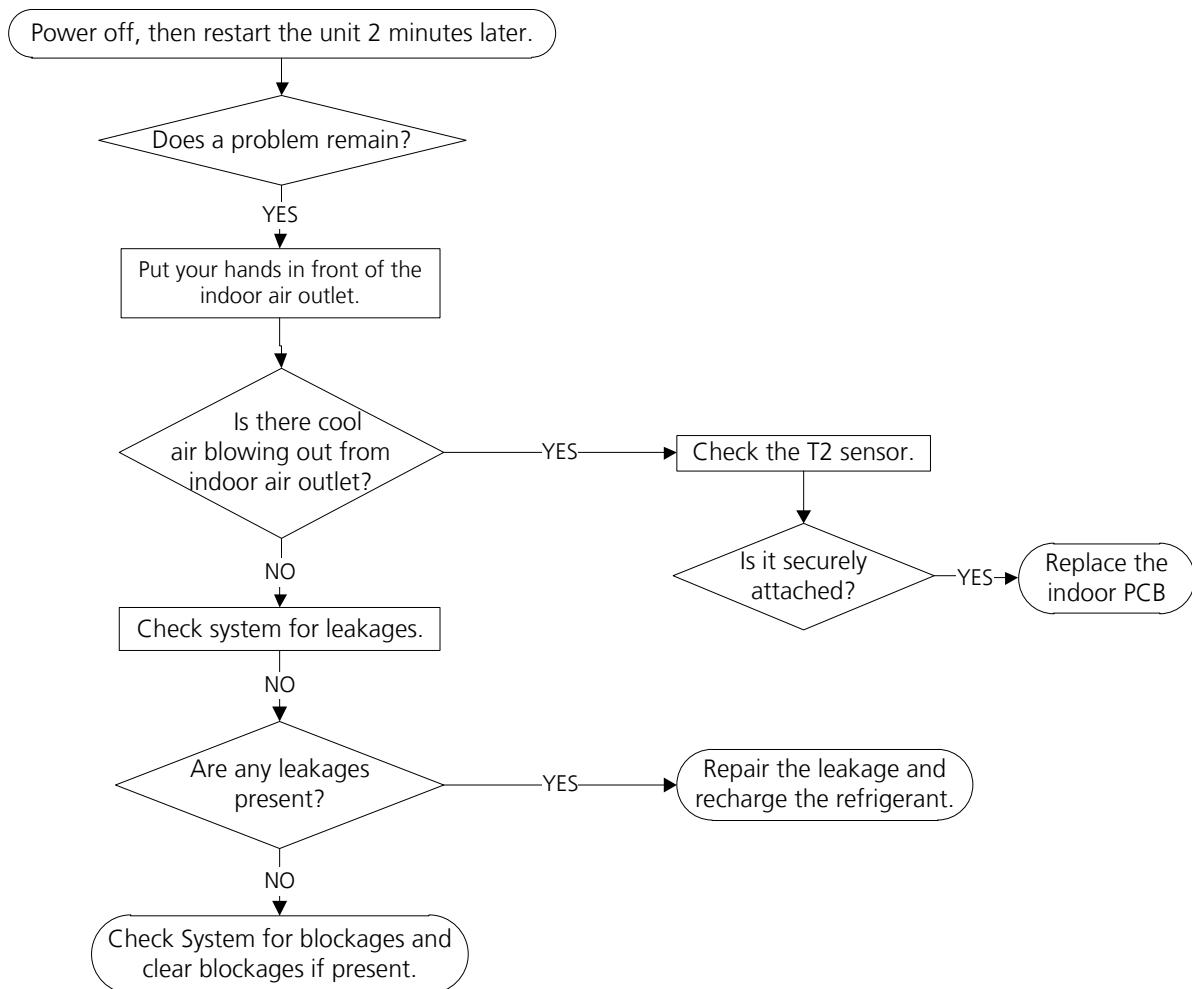 Power off, then restart the unit 2 minutes later.
Does a problem remain?
YES
Put your hands in front of the
indoor air outlet.
Is there cool
air blowing out from
indoor air outlet?
YES
Check the T2 sensor.
Is it securely
attached?
YES
Replace the
indoor PCB
NO
Check system for leakages.
NO
Are any leakages
present?
YES
Repair the leakage and
recharge the refrigerant.
NO
Check System for blockages and
clear blockages if present.